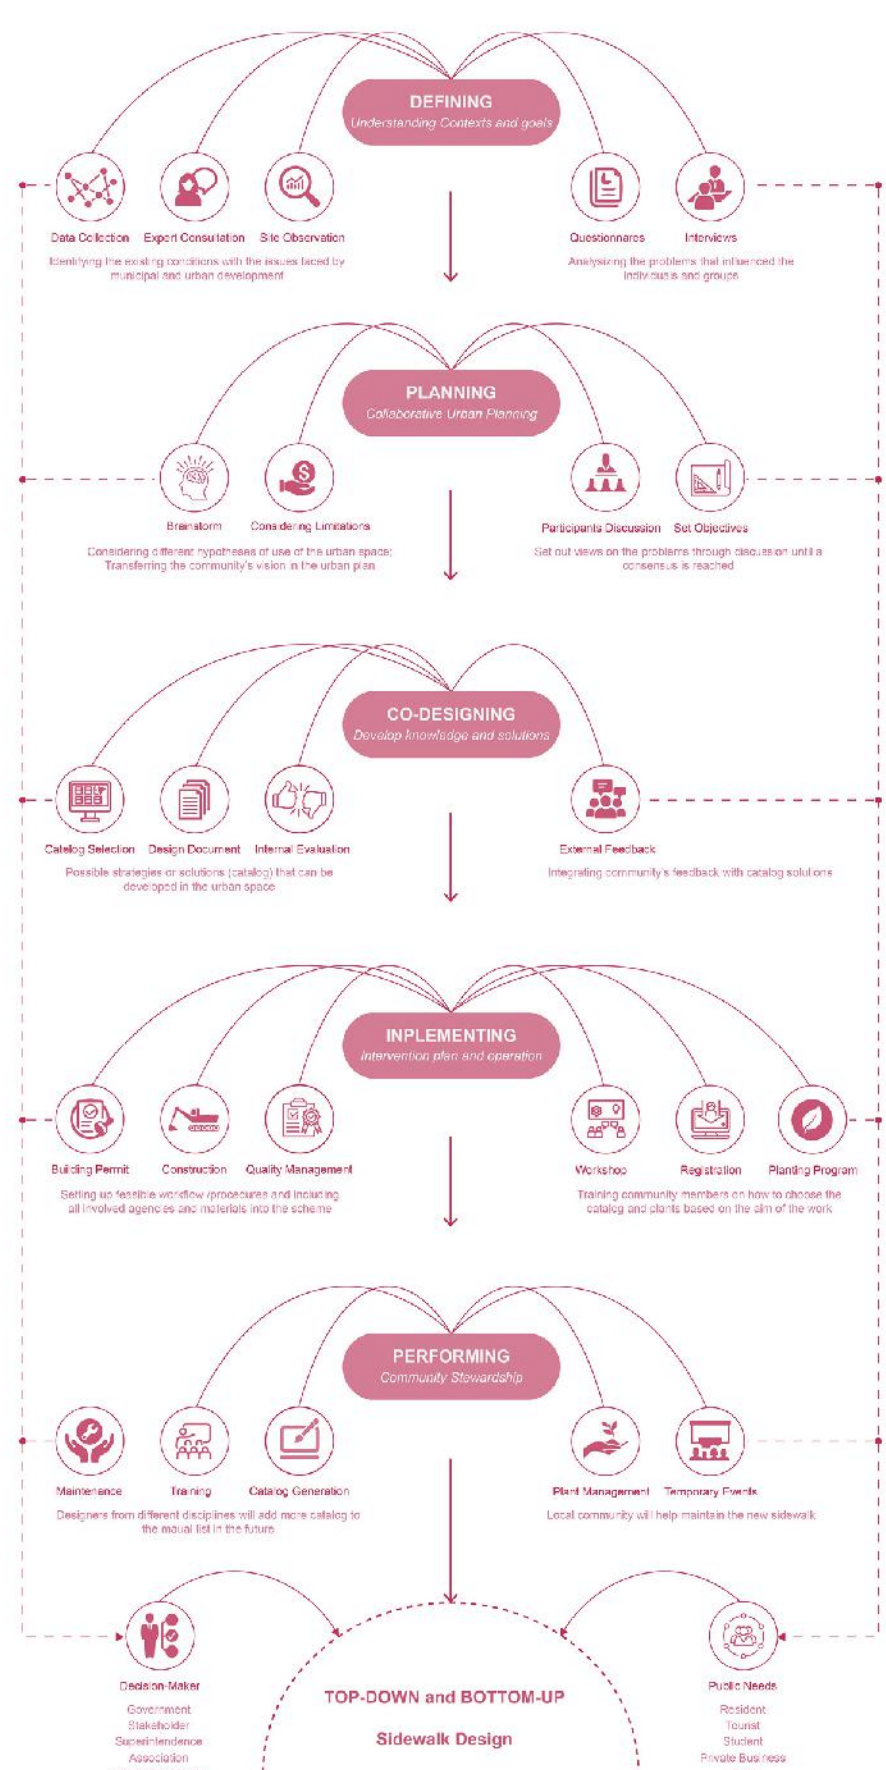 DEFINING
Understanding Contexts and goals
Data Collection
Expert Consultation
Site Observation
Questionnares
Interviews
Identifying the existing conditions with the issues faced by
municipal and urban development
Analysizing the problems that influenced the
individuals and groups
PLANNING
Collaborative Urban Planning
Brainstorm
Considering Limitations
Participants Discussion
Set Objectives
Considering different hypotheses of use of the urban space;
Transferring the community's vision in the urban plan
Set out views on the problems through discussion until a
consensus is reached
CO-DESIGNING
Develop knowledge and solutions
Catalog Selection
Design Document
Internal Evaluation
External Feedback
Possible strategies or solutions (catalog) that can be
developed in the urban space
Integrating community's feedback with catalog solutions
INPLEMENTING
Intervention plan and operation
Building Permit
Construction
Quality Management
Workshop
Registration
Planting Program
Setting up feasible workflow /procedures and including
all involved agencies and materials into the scheme
Training community members on how to choose the
catalog and plants based on the aim of the work
PERFORMING
Community Stewardship
Maintenance
Training
Catalog Generation
Plant Management
Temporary Events
Designers from different disciplines will add more catalog to
the maual list in the future
Local community will help maintain the new sidewalk
Decision-Maker
Government
Stakeholder
Superintendence
Association
TOP-DOWN and BOTTOM-UP
Sidewalk Design
Public Needs
Resident
Tourist
Student
Private Business